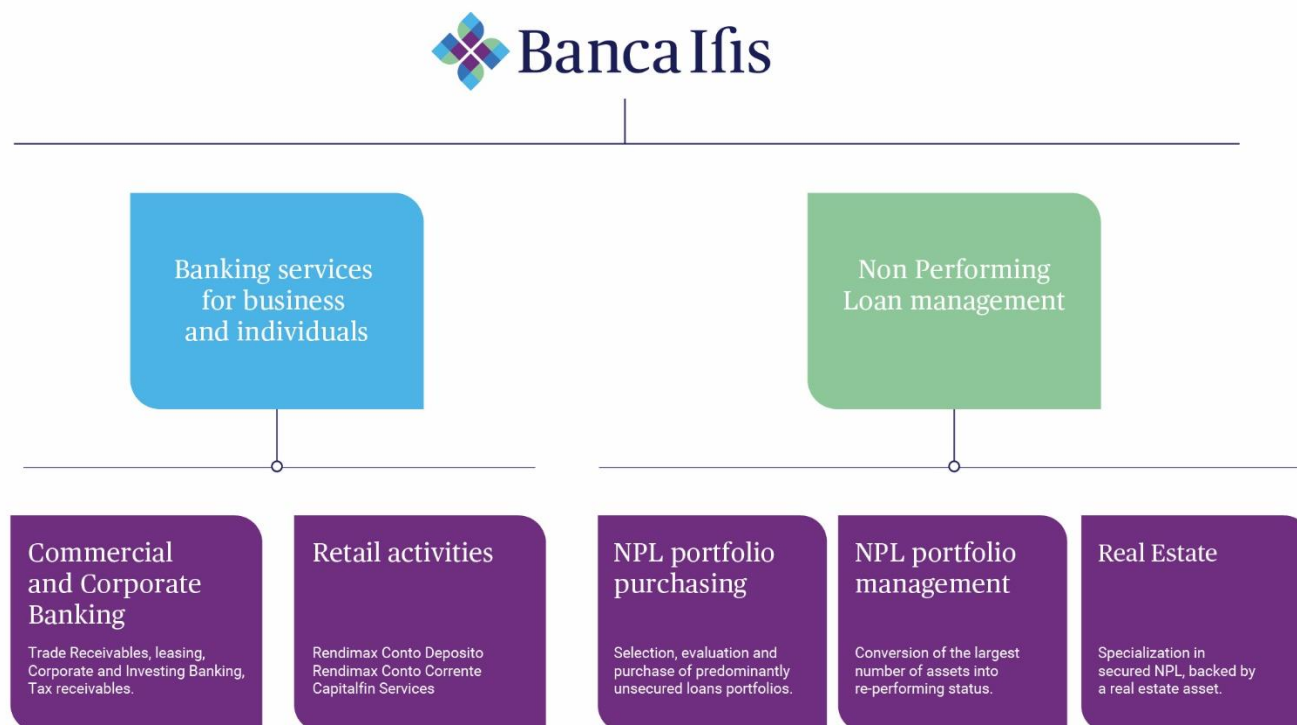 Banca Ifis
Banking services
for business
and individuals
Non Performing
Loan management
Commercial
and Corporate
Banking
Trade Receivables, leasing,
Corporate and Investing Banking,
Tax receivables.
Retail activities
Rendimax Conto Deposito
Rendimax Conto Corrente
Capitalfin Services
NPL portfolio
purchasing
Selection, evaluation and
purchase of predominantly
unsecured loans portfolios.
NPL portfolio
management
Conversion of the largest
number of assets into
re-performing status.
Real Estate
Specialization in
secured NPL, backed by
a real estate asset.